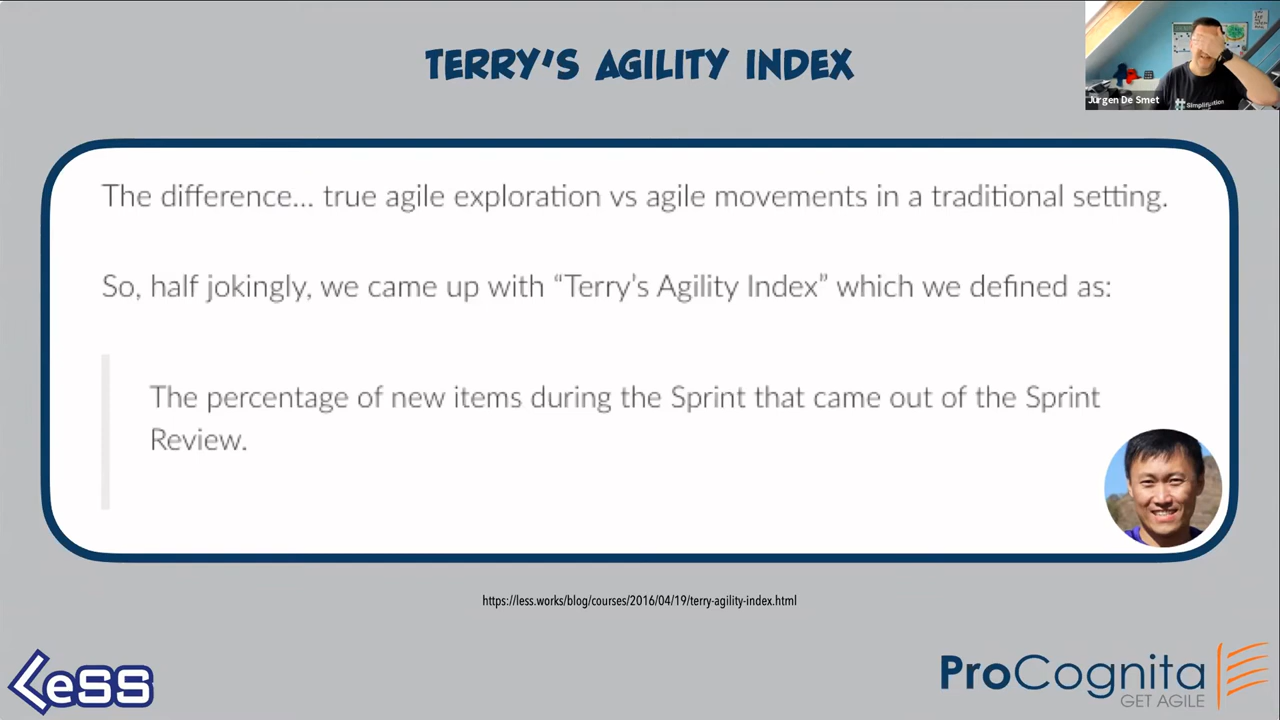 TERRY'S AGILITY INDEX
Jürgen De Smet
#Simplification
The difference... true agile exploration vs agile movements in a traditional setting.
So, half jokingly, we came up with “Terry’s Agility Index” which we defined as:
The percentage of new items during the Sprint that came out of the Sprint
Review.
https://less.works/blog/courses/2016/04/19/terry-agility-index.html
LeSS
ProCognita
GET AGILE